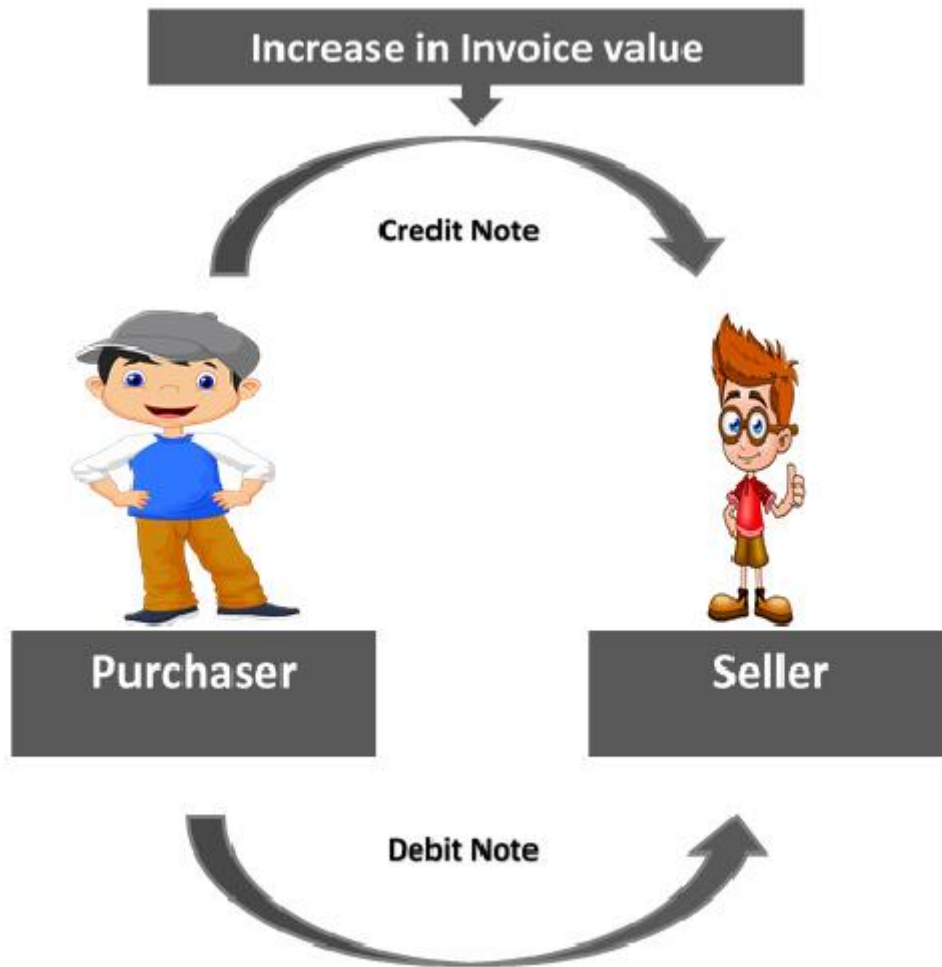 Increase in Invoice value
Credit Note
Purchaser
Seller
Debit Note